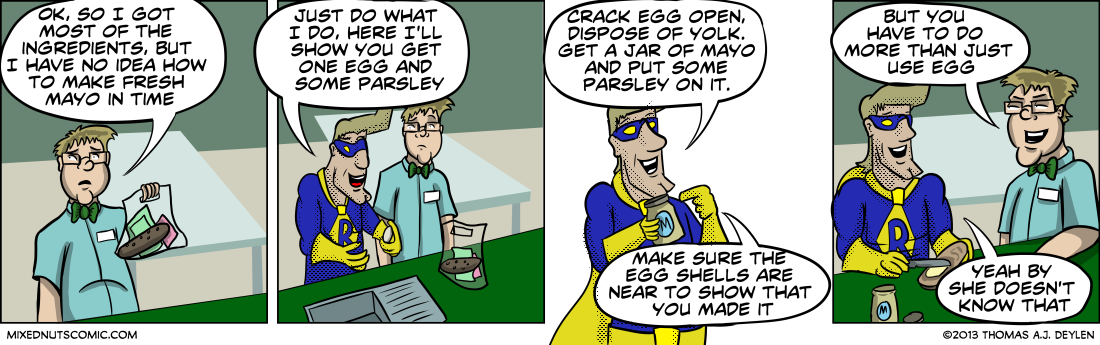 OK, SO I GOT
MOST OF THE
INGREDIENTS, BUT
I HAVE NO IDEA HOW
TO MAKE FRESH
MAYO IN TIME
JUST DO WHAT
I DO, HERE I'LL
SHOW YOU GET
ONE EGG AND
SOME PARSLEY
R
CRACK EGG OPEN,
DISPOSE OF YOLK.
GET A JAR OF MAYO
AND PUT SOME
PARSLEY ON IT.
M
MAKE SURE THE
EGG SHELLS ARE
NEAR TO SHOW THAT
YOU MADE IT
BUT YOU
HAVE TO DO
MORE THAN JUST
USE EGG
R
M
YEAH BY
SHE DOESN'T
KNOW THAT
MIXEDNUTSCOMIC.COM
©2013 THOMAS A.J. DEYLEN